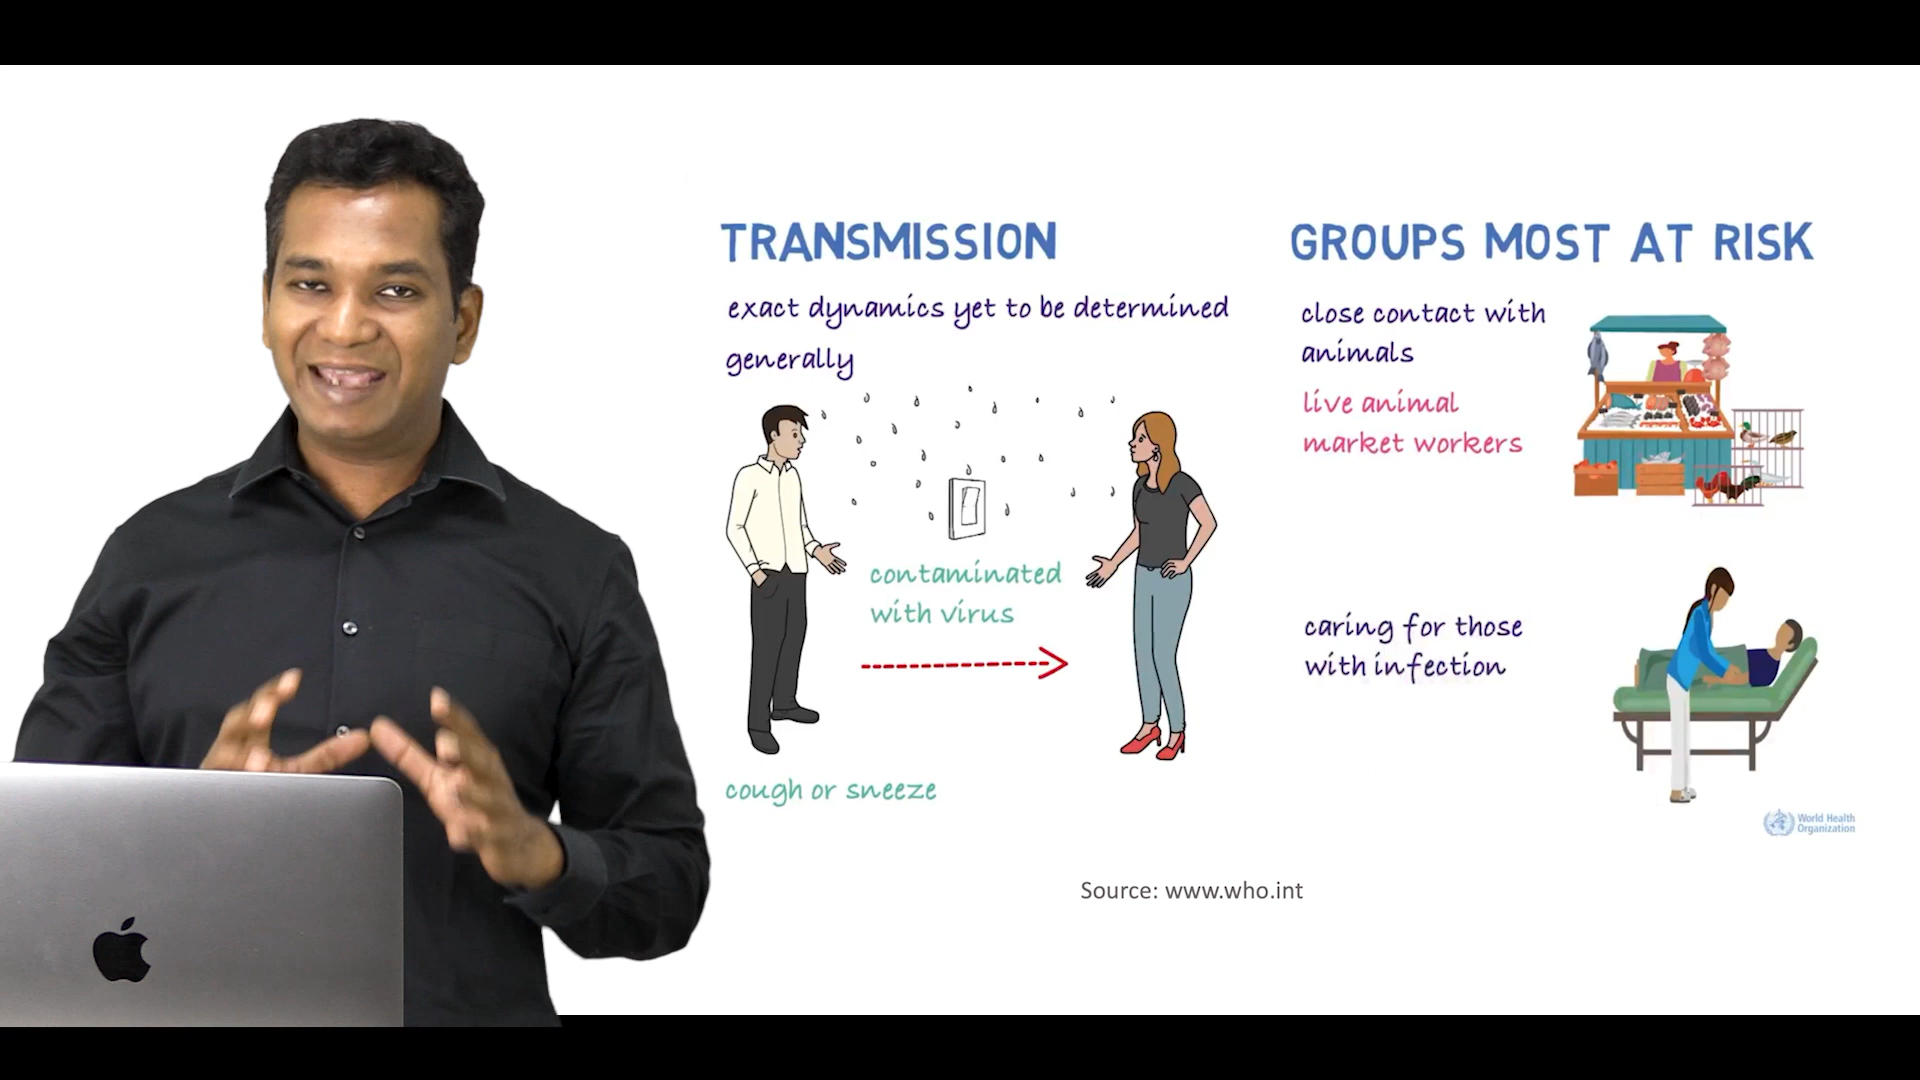 TRANSMISSION
exact dynamics yet to be determined
generally
contaminated
with virus
cough or sneeze
GROUPS MOST AT RISK
close contact with
animals
live animal
market workers
caring for those
with infection
World Health
Organization
Source: www.who.int